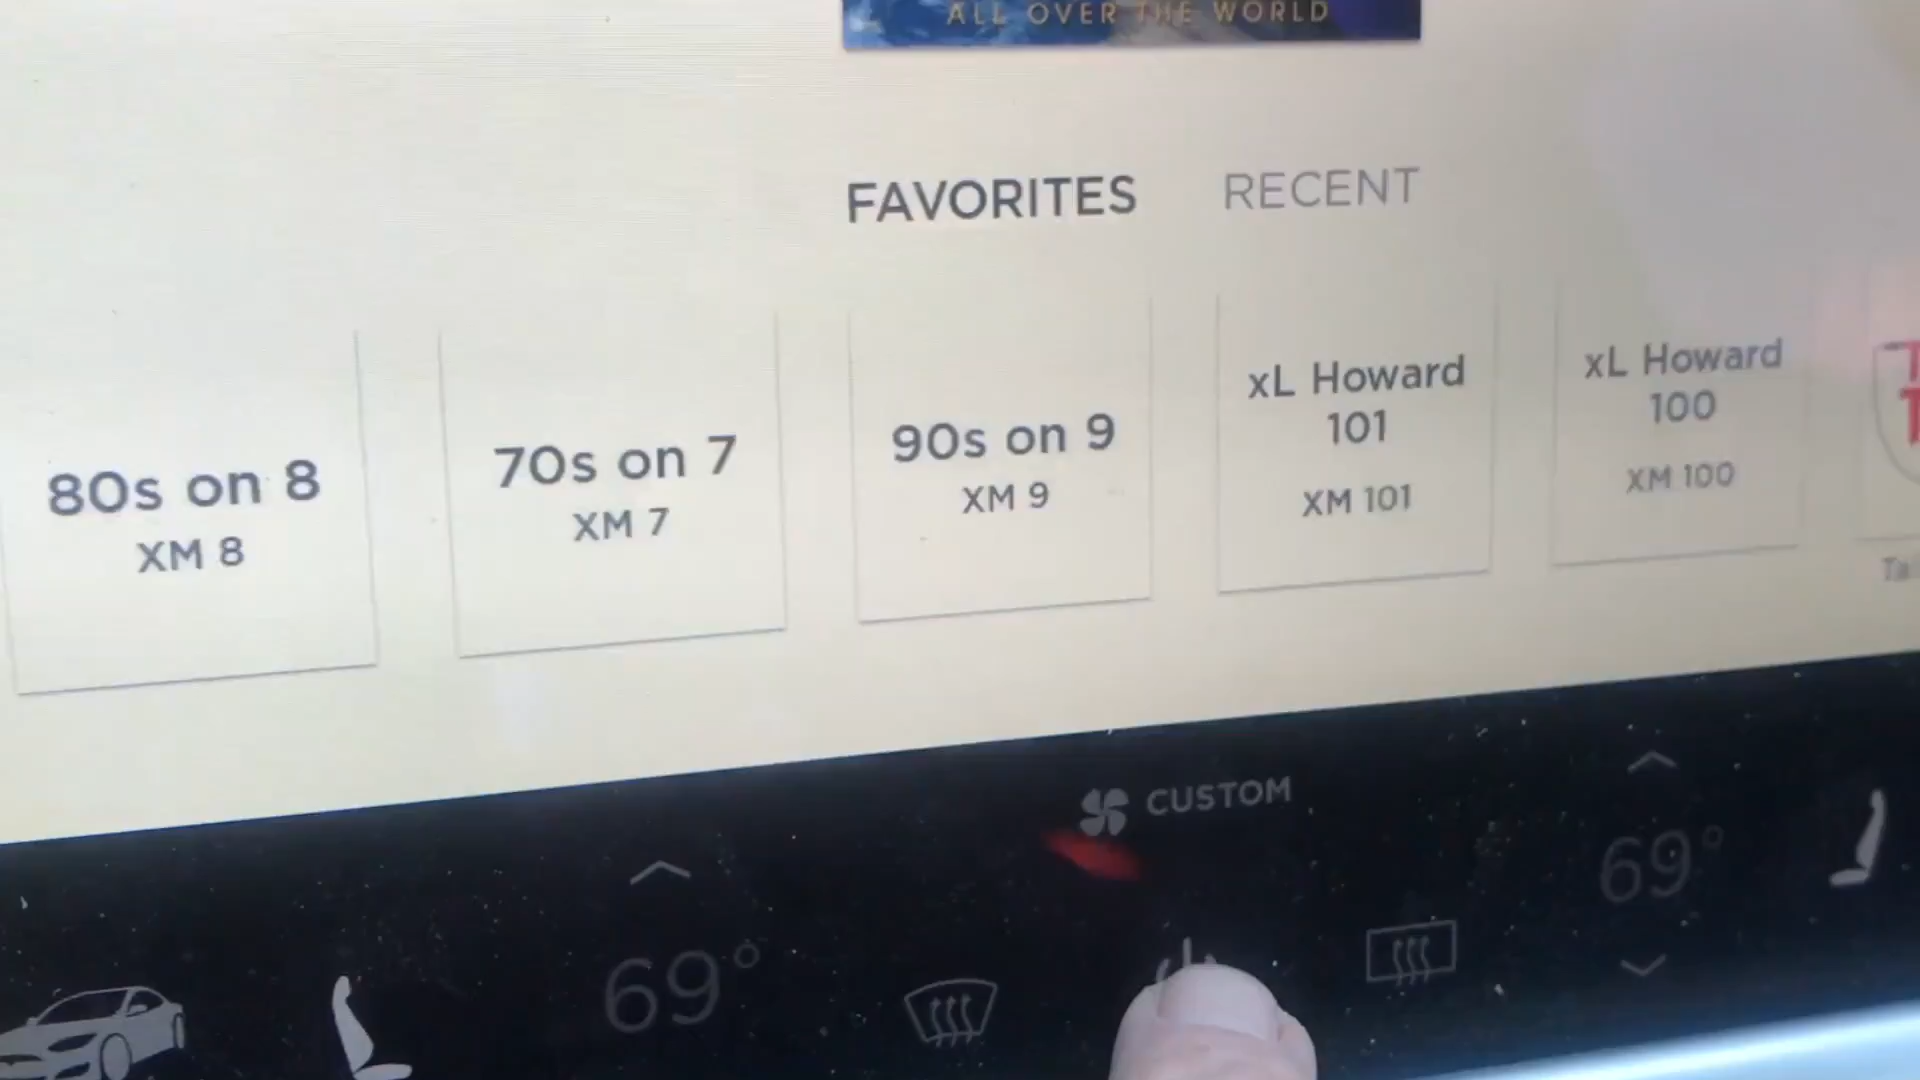 ALL OVER THE WORLD
FAVORITES RECENT
80s on 8
XM 8
70s on 7
XM 7
90s on 9
XM 9
xL Howard
101
XM 101
xL Howard
100
XM 100
CUSTOM
69°
69°